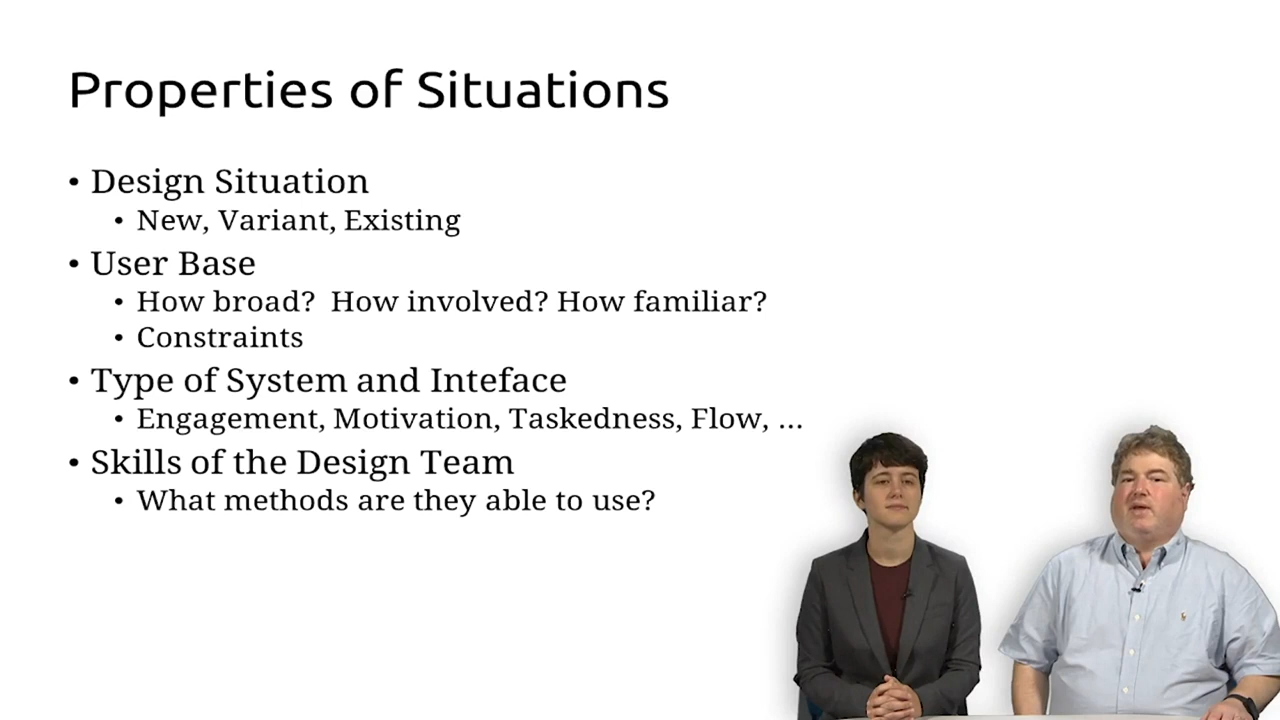 Properties of Situations
• Design Situation
• New, Variant, Existing
• User Base
• How broad?  How involved? How familiar?
• Constraints
• Type of System and Inteface
• Engagement, Motivation, Taskedness, Flow, ...
• Skills of the Design Team
• What methods are they able to use?